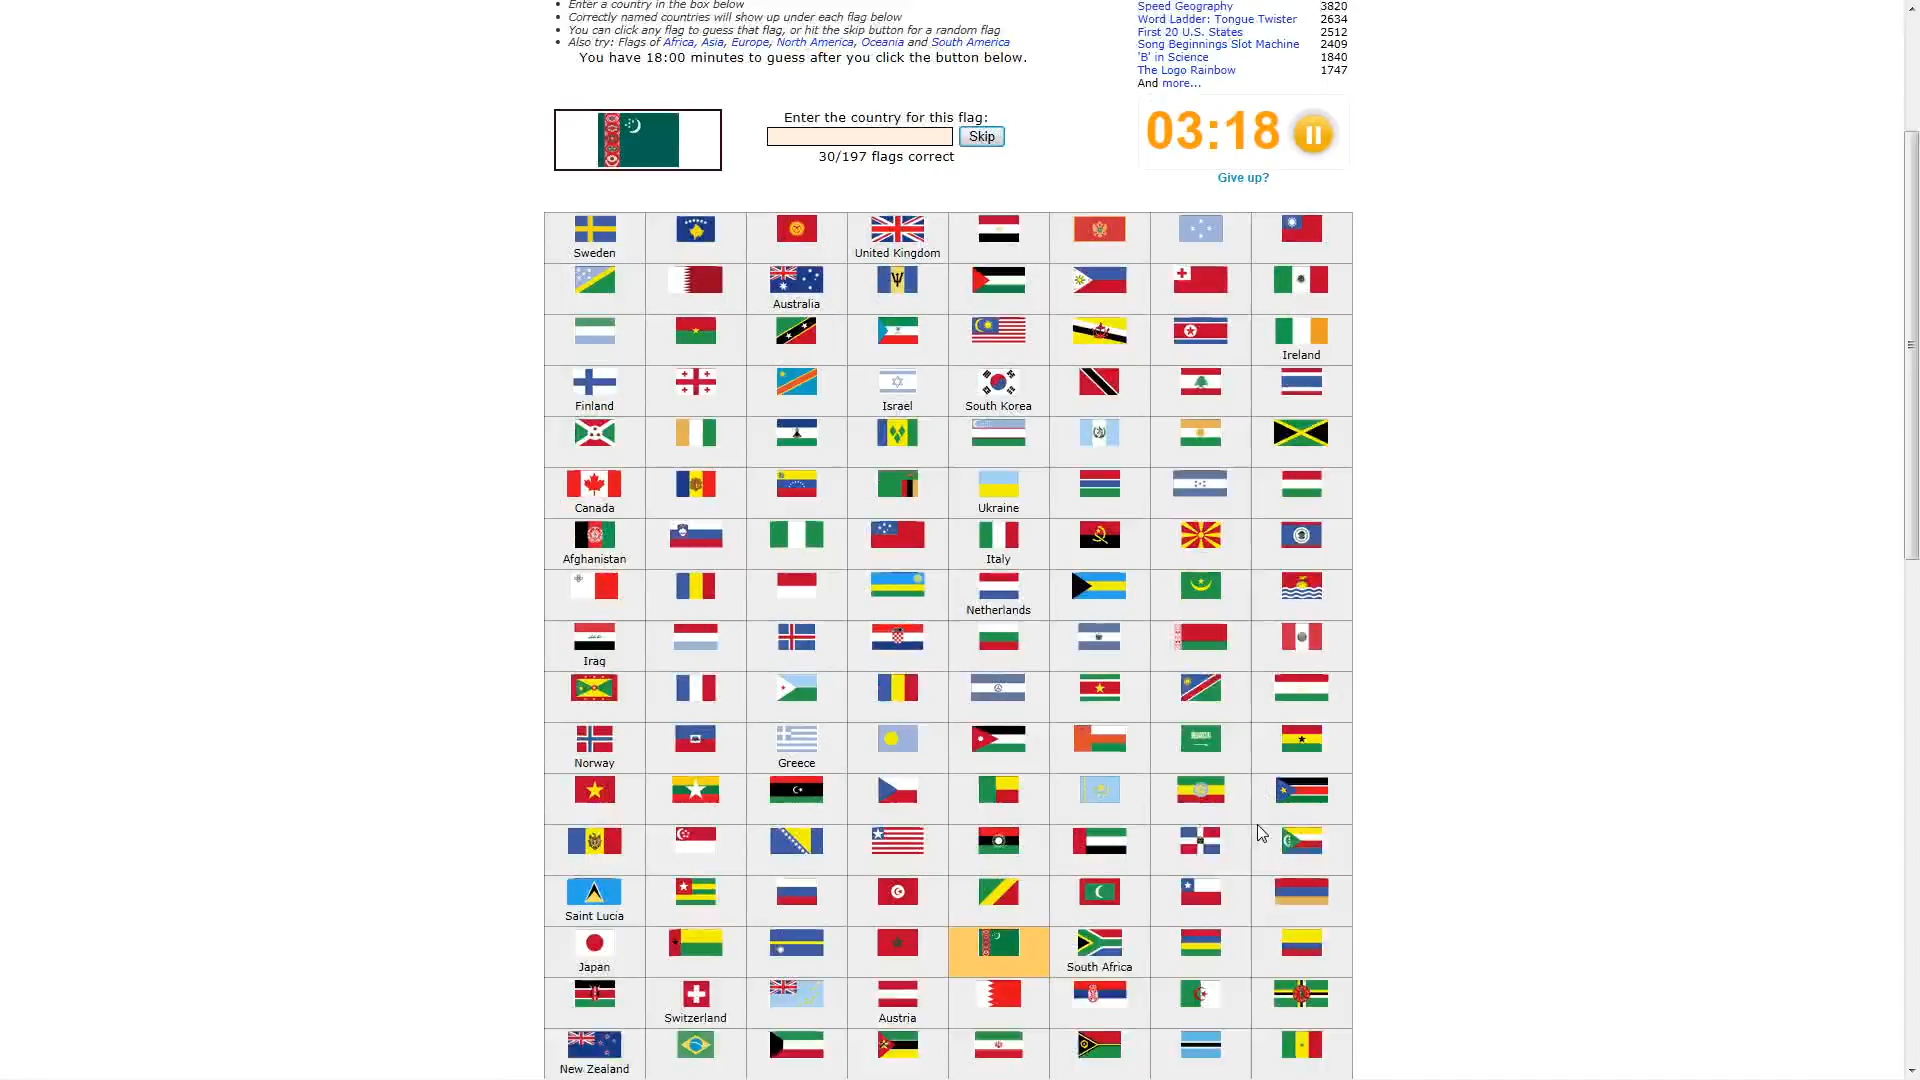 Enter a country in the box below
Correctly named countries will show up under each flag below
You can click any flag to guess that flag, or hit the skip button for a random flag
Also try: Flags of Africa, Asia, Europe, North America, Oceania and South America
You have 18:00 minutes to guess after you click the button below.
Speed Geography 3820
Word Ladder: Tongue Twister 2634
First 20 U.S. States 2512
Song Beginnings Slot Machine 2409
'B' in Science 1840
The Logo Rainbow 1747
And more...
Enter the country for this flag:
Skip
30/197 flags correct
03:18
Give up?
Sweden United Kingdom
Australia
Ireland
Finland Israel South Korea
Canada Ukraine
Afghanistan Italy
Netherlands
Iraq
Norway Greece
Saint Lucia
Japan South Africa
Switzerland Austria
New Zealand